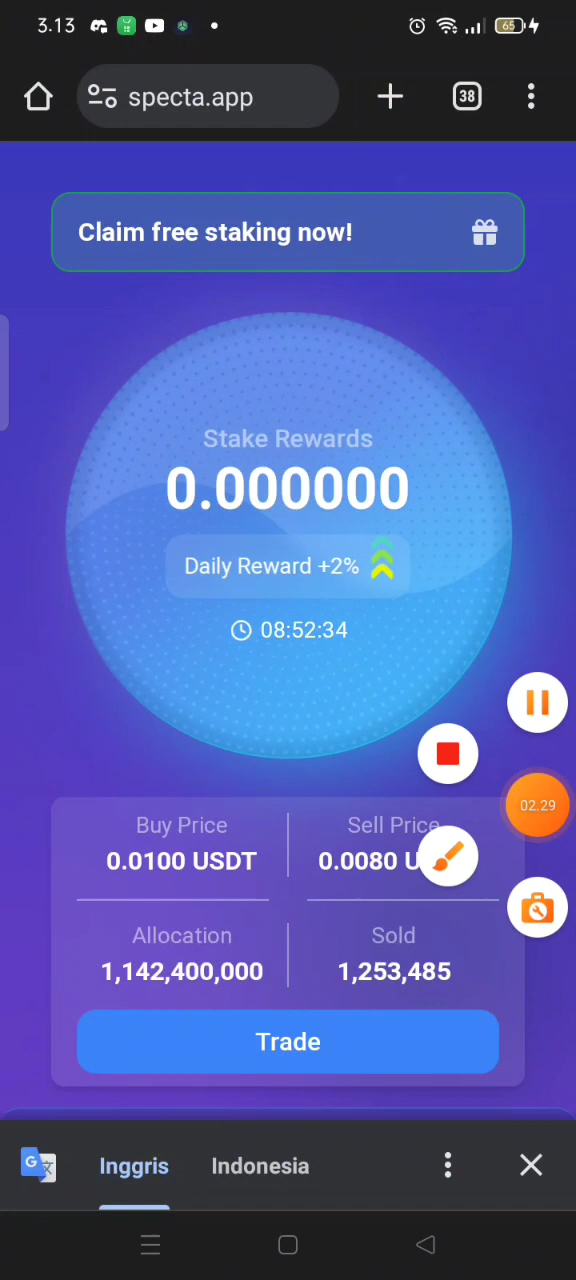 3.13
65
specta.app
38
Claim free staking now!
Stake Rewards
0.000000
Daily Reward +2%
08:52:34
Buy Price
Sell Price
0.0100 USDT
0.0080 U
02.29
Allocation
Sold
1,142,400,000
1,253,485
Trade
G 文
Inggris
Indonesia